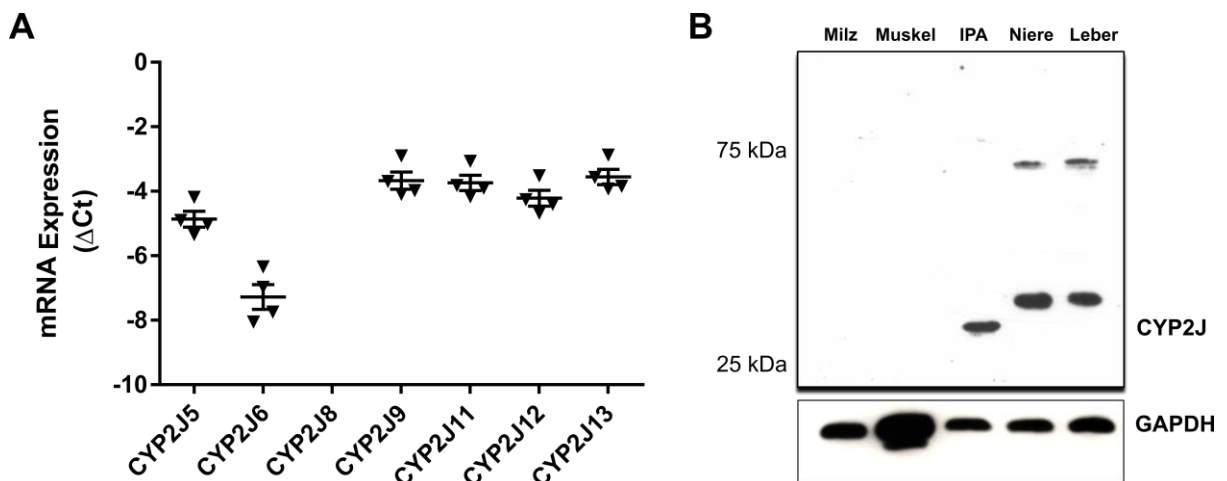 A
mRNA Expression
(ΔCt)
0
-2
-4
-6
-8
-10
CYP2J5
CYP2J6
CYP2J8
CYP2J9
CYP2J11
CYP2J12
CYP2J13
B
Milz Muskel IPA Niere Leber
75 kDa
25 kDa
CYP2J
GAPDH